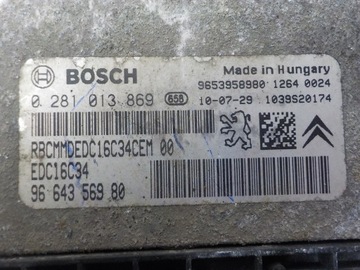 BOSCH
Made in Hungary
9653958980 1264 0024
0 281 013 869 658 10-07-29 1039S20174
RBCMMDEDC16C34CEM 00
EDC16C34
96 643 569 80